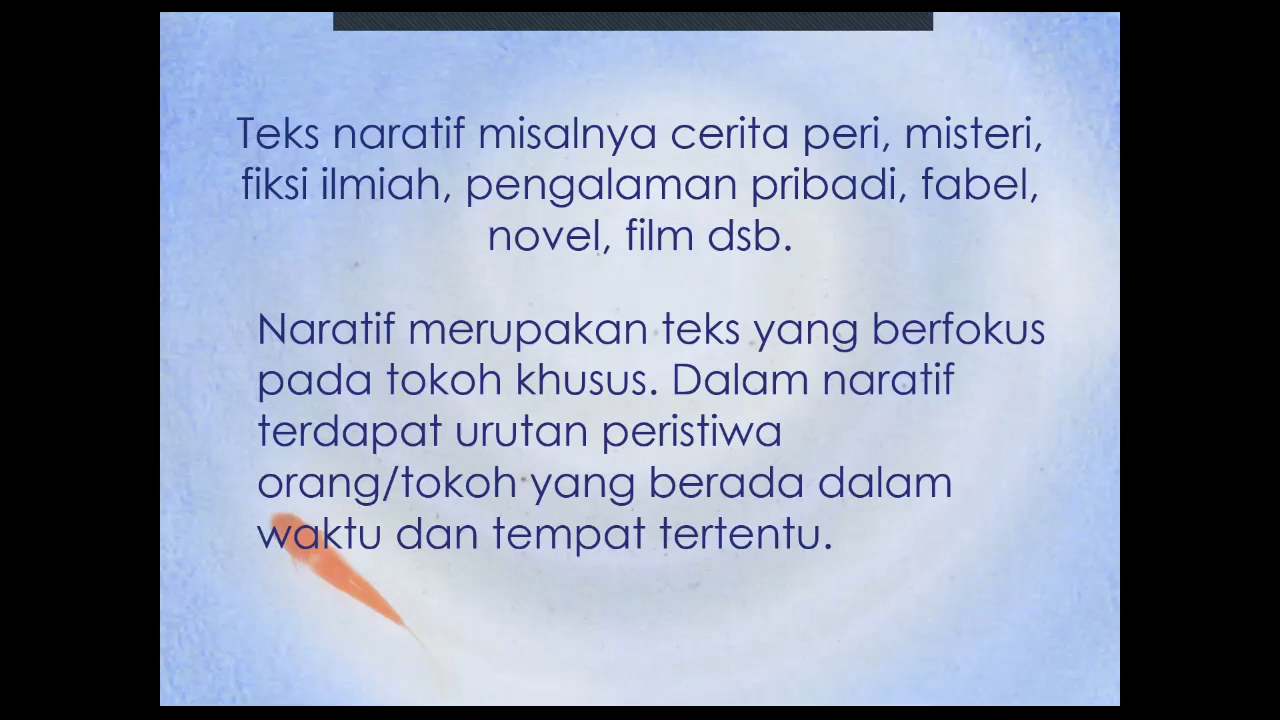 Teks naratif misalnya cerita peri, misteri,
fiksi ilmiah, pengalaman pribadi, fabel,
novel, film dsb.
Naratif merupakan teks yang berfokus
pada tokoh khusus. Dalam naratif
terdapat urutan peristiwa
orang/tokoh yang berada dalam
waktu dan tempat tertentu.